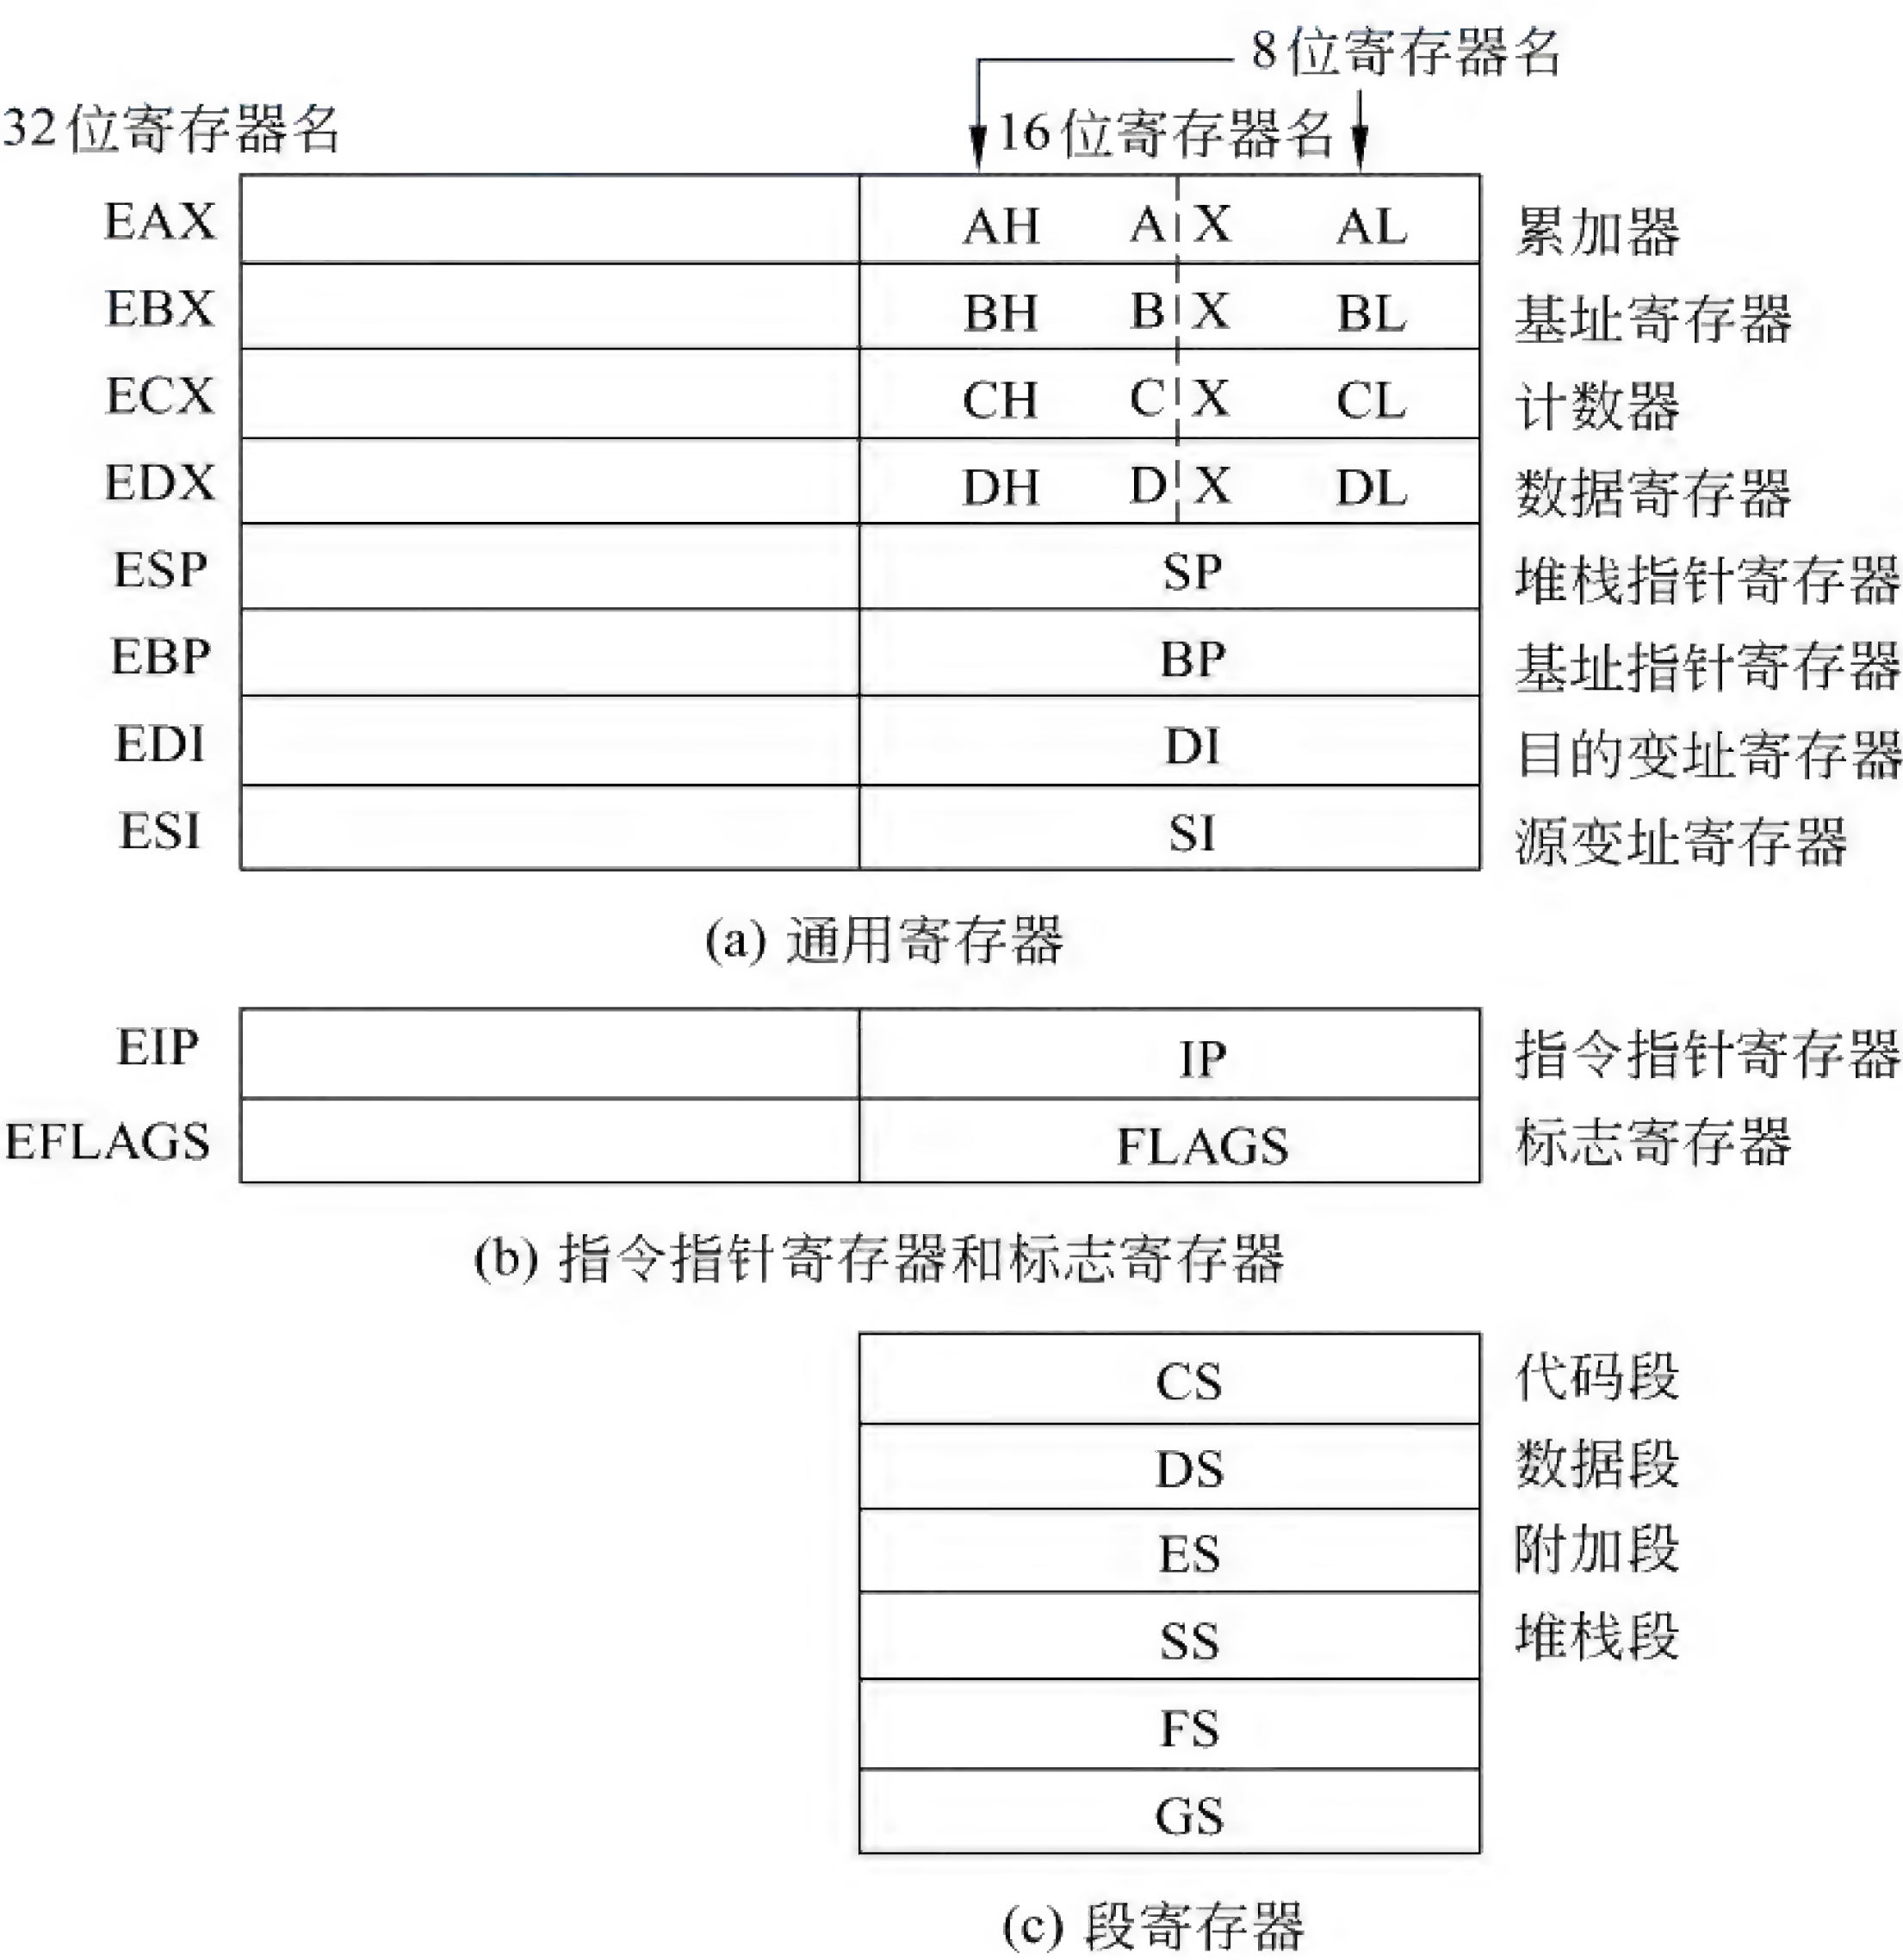 8位寄存器名
32位寄存器名 16位寄存器名
EAX AH A X AL 累加器
EBX BH B X BL 基址寄存器
ECX CH C X CL 计数器
EDX DH D X DL 数据寄存器
ESP SP 堆栈指针寄存器
EBP BP 基址指针寄存器
EDI DI 目的变址寄存器
ESI SI 源变址寄存器
(a) 通用寄存器
EIP IP 指令指针寄存器
EFLAGS FLAGS 标志寄存器
(b) 指令指针寄存器和标志寄存器
CS 代码段
DS 数据段
ES 附加段
SS 堆栈段
FS
GS
(c) 段寄存器